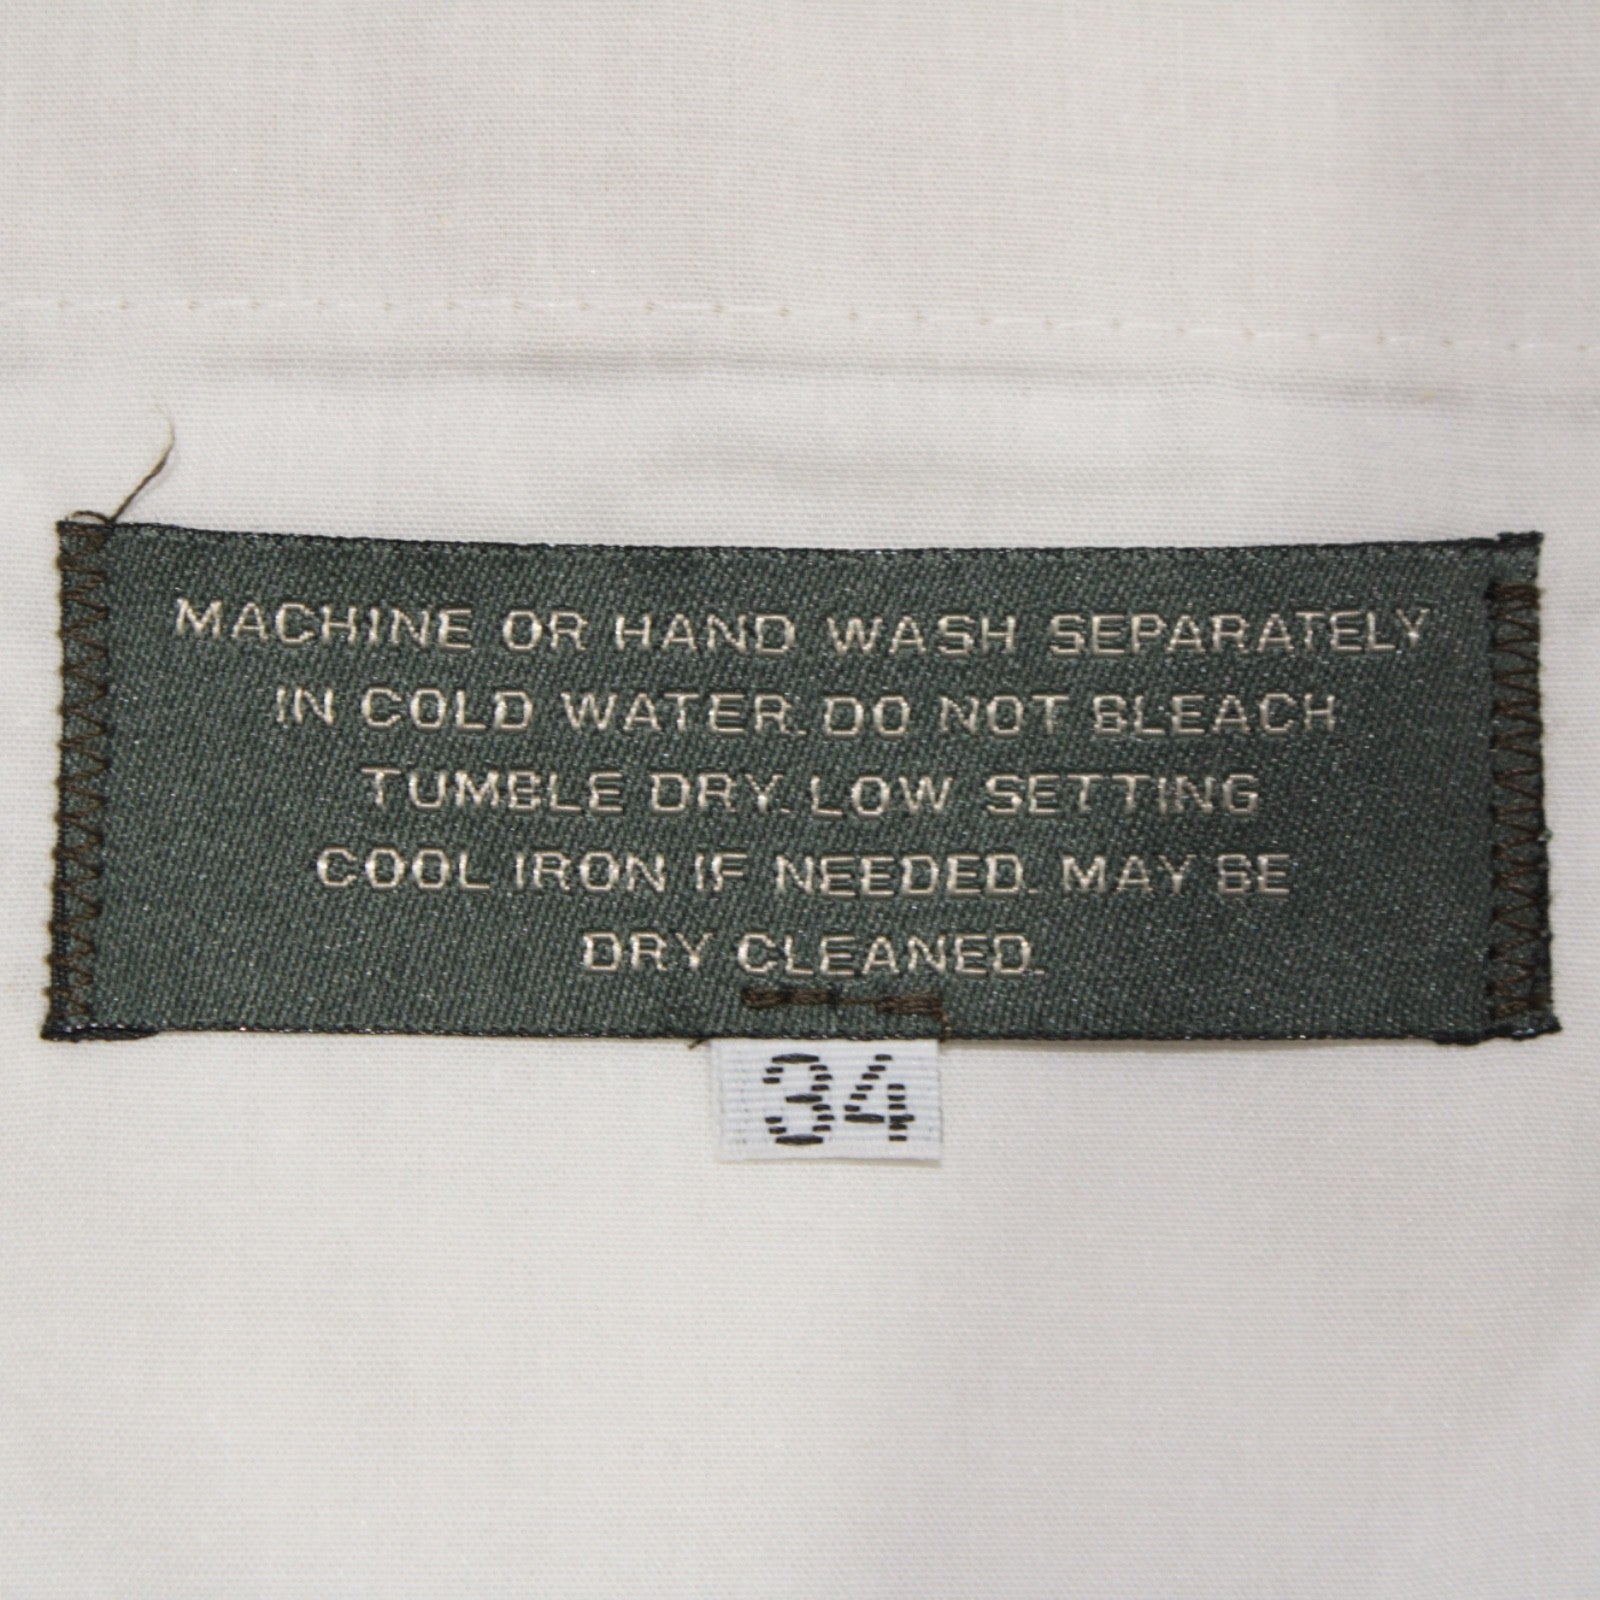 MACHINE OR HAND WASH SEPARATELY
IN COLD WATER. DO NOT BLEACH
TUMBLE DRY. LOW SETTING
COOL IRON IF NEEDED. MAY BE
DRY CLEANED.
34